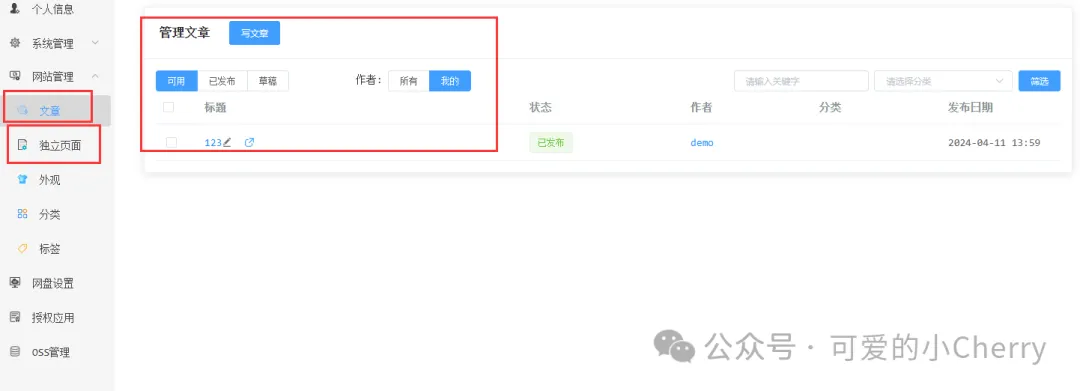 个人信息
系统管理
网站管理
文章
独立页面
外观
分类
标签
网盘设置
授权应用
OSS管理
管理文章 写文章
可用 已发布 草稿 作者: 所有 我的 请输入关键字 请选择分类 筛选
标题 状态 作者 分类 发布日期
123 已发布 demo 2024-04-11 13:59
公众号 · 可爱的小Cherry